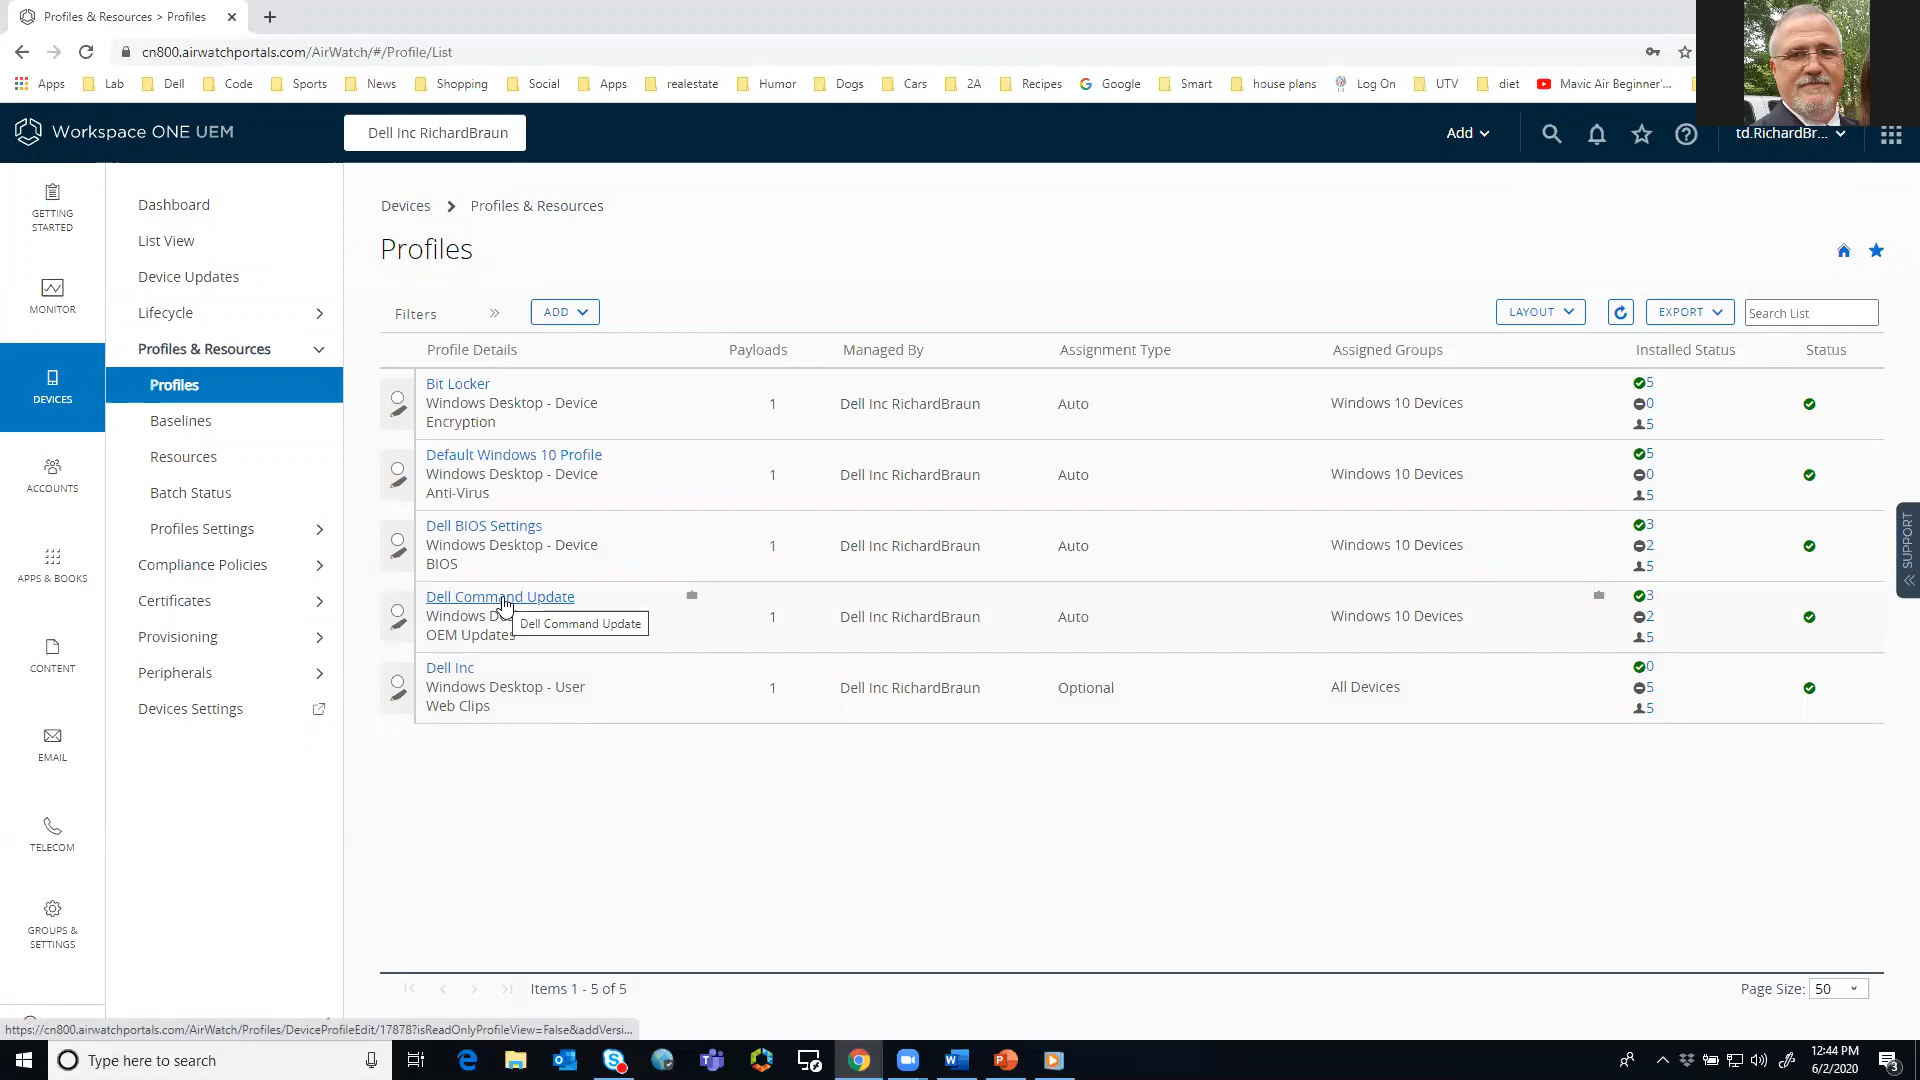 Profiles & Resources > Profiles
cn800.airwatchportals.com/AirWatch/#/Profile/List
Apps Lab Dell Code Sports News Shopping Social Apps realestate Humor Dogs Cars 2A Recipes Google Smart house plans Log On UTV diet Mavic Air Beginner'...
Workspace ONE UEM
Dell Inc RichardBraun
Add
td.RichardBr...
GETTING STARTED
MONITOR
DEVICES
ACCOUNTS
APPS & BOOKS
CONTENT
EMAIL
TELECOM
GROUPS & SETTINGS
Dashboard
List View
Device Updates
Lifecycle
Profiles & Resources
Profiles
Baselines
Resources
Batch Status
Profiles Settings
Compliance Policies
Certificates
Provisioning
Peripherals
Devices Settings
Devices > Profiles & Resources
Profiles
Filters » ADD LAYOUT EXPORT Search List
Profile Details Payloads Managed By Assignment Type Assigned Groups Installed Status Status
Bit Locker 5
Windows Desktop - Device 1 Dell Inc RichardBraun Auto Windows 10 Devices 0
Encryption 5
Default Windows 10 Profile 5
Windows Desktop - Device 1 Dell Inc RichardBraun Auto Windows 10 Devices 0
Anti-Virus 5
Dell BIOS Settings 3
Windows Desktop - Device 1 Dell Inc RichardBraun Auto Windows 10 Devices 2
BIOS 5
Dell Command Update 3
Windows 1 Dell Inc RichardBraun Auto Windows 10 Devices 2
Dell Command Update
OEM Updates 5
Dell Inc 0
Windows Desktop - User 1 Dell Inc RichardBraun Optional All Devices 5
Web Clips 5
SUPPORT
Items 1 - 5 of 5
Page Size: 50
https://cn800.airwatchportals.com/AirWatch/Profiles/DeviceProfileEdit/17878?isReadOnlyProfileView=False&addVersi...
Type here to search
12:44 PM
6/2/2020
3